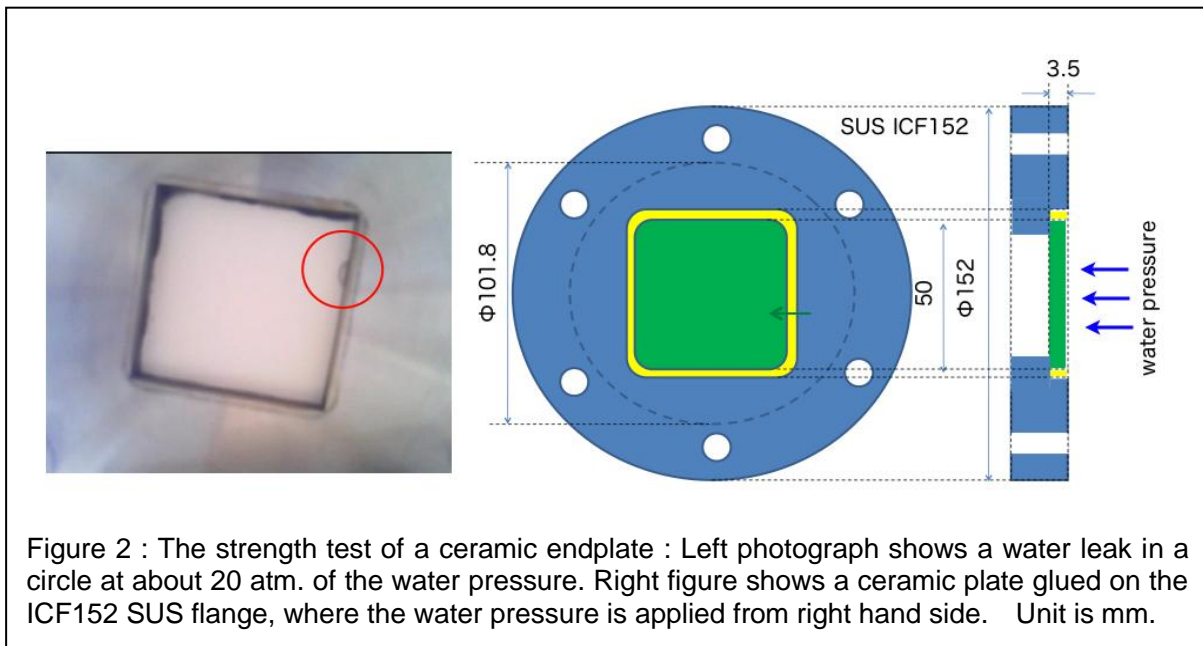 3.5
SUS ICF152
Φ101.8
50
Φ152
water pressure
Figure 2 : The strength test of a ceramic endplate : Left photograph shows a water leak in a
circle at about 20 atm. of the water pressure. Right figure shows a ceramic plate glued on the
ICF152 SUS flange, where the water pressure is applied from right hand side. Unit is mm.